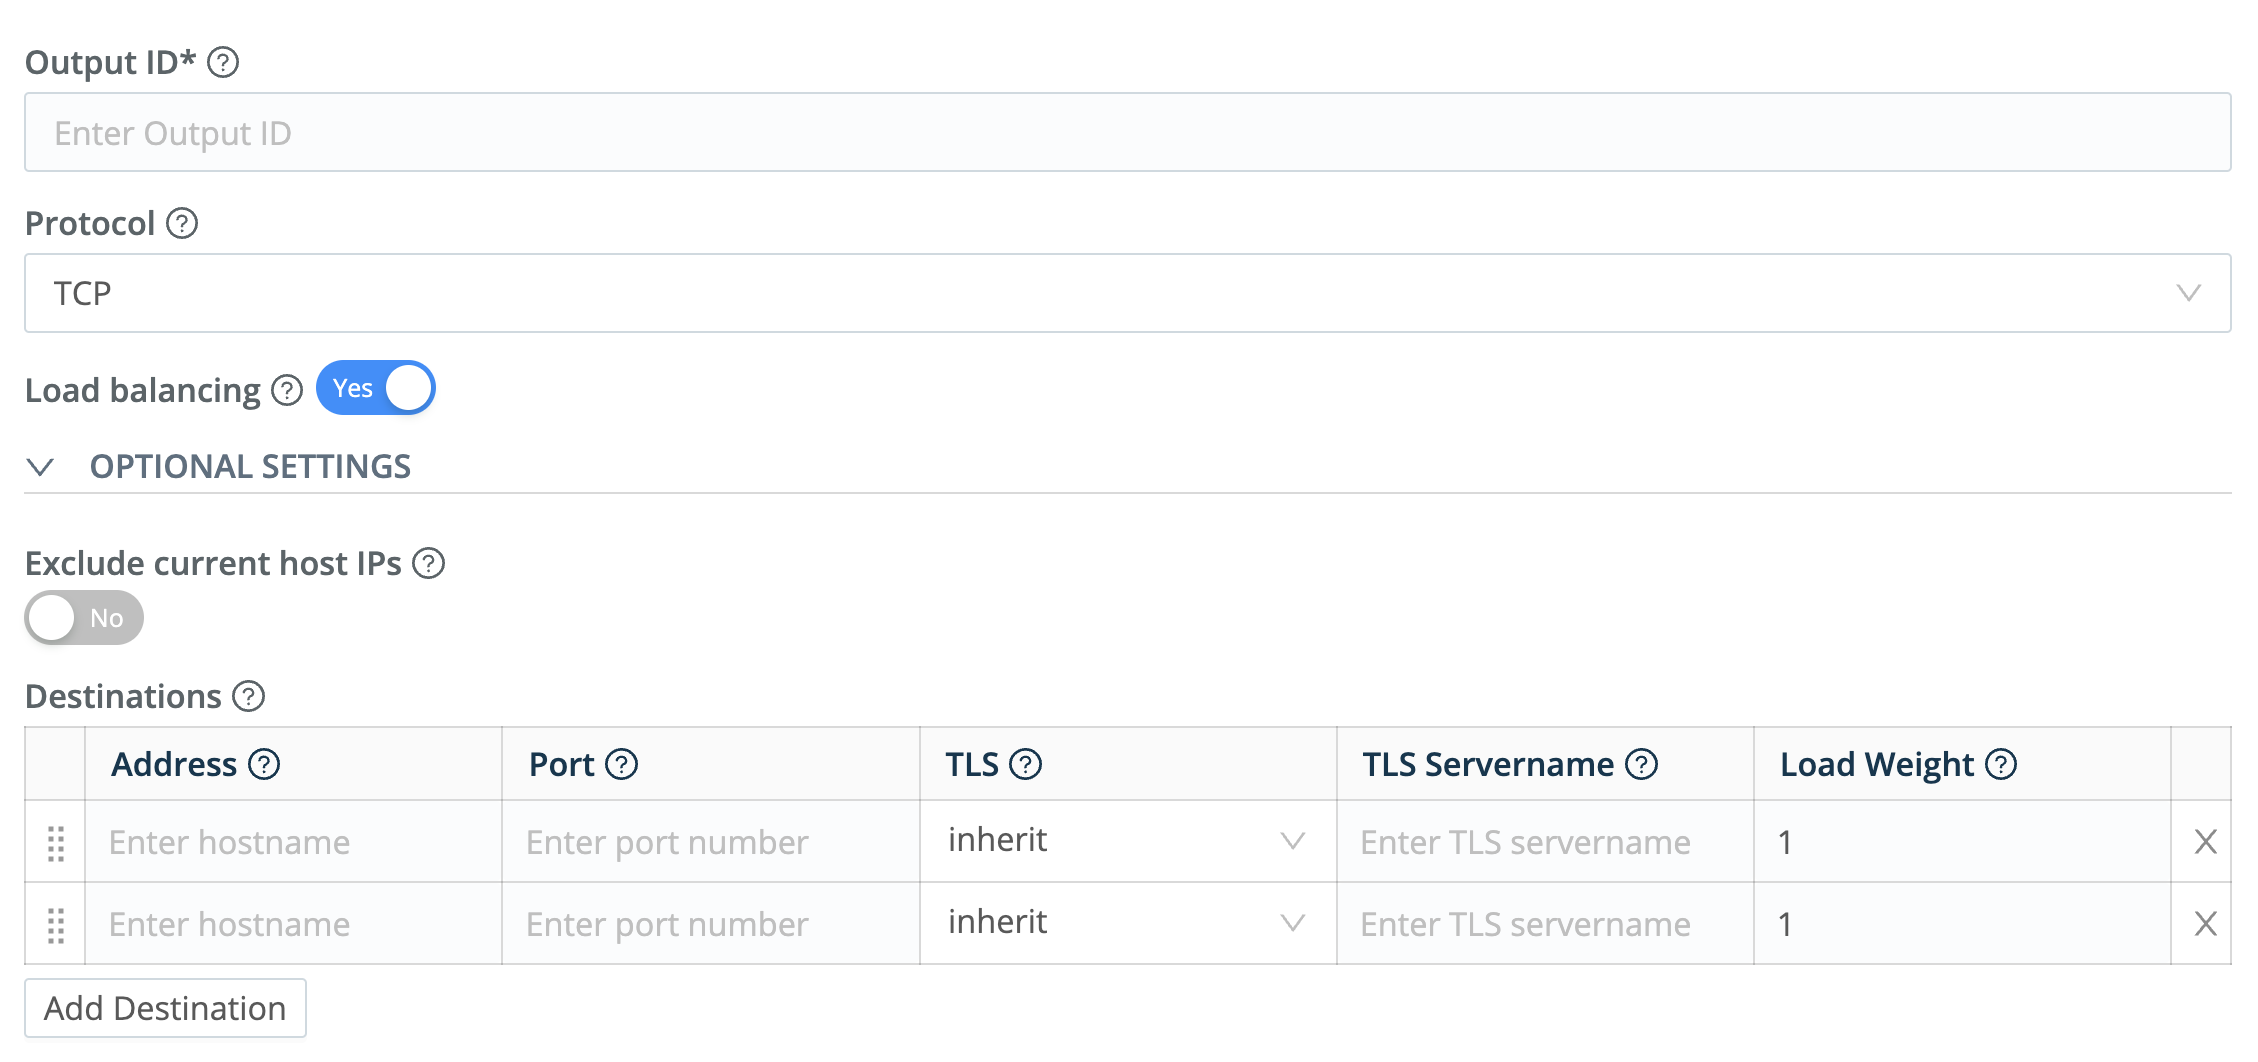 Output ID* ?
Enter Output ID
Protocol ?
TCP
Load balancing ? Yes
OPTIONAL SETTINGS
Exclude current host IPs ?
No
Destinations ?
Address ? Port ? TLS ? TLS Servername ? Load Weight ?
Enter hostname Enter port number inherit Enter TLS servername 1 X
Enter hostname Enter port number inherit Enter TLS servername 1 X
Add Destination